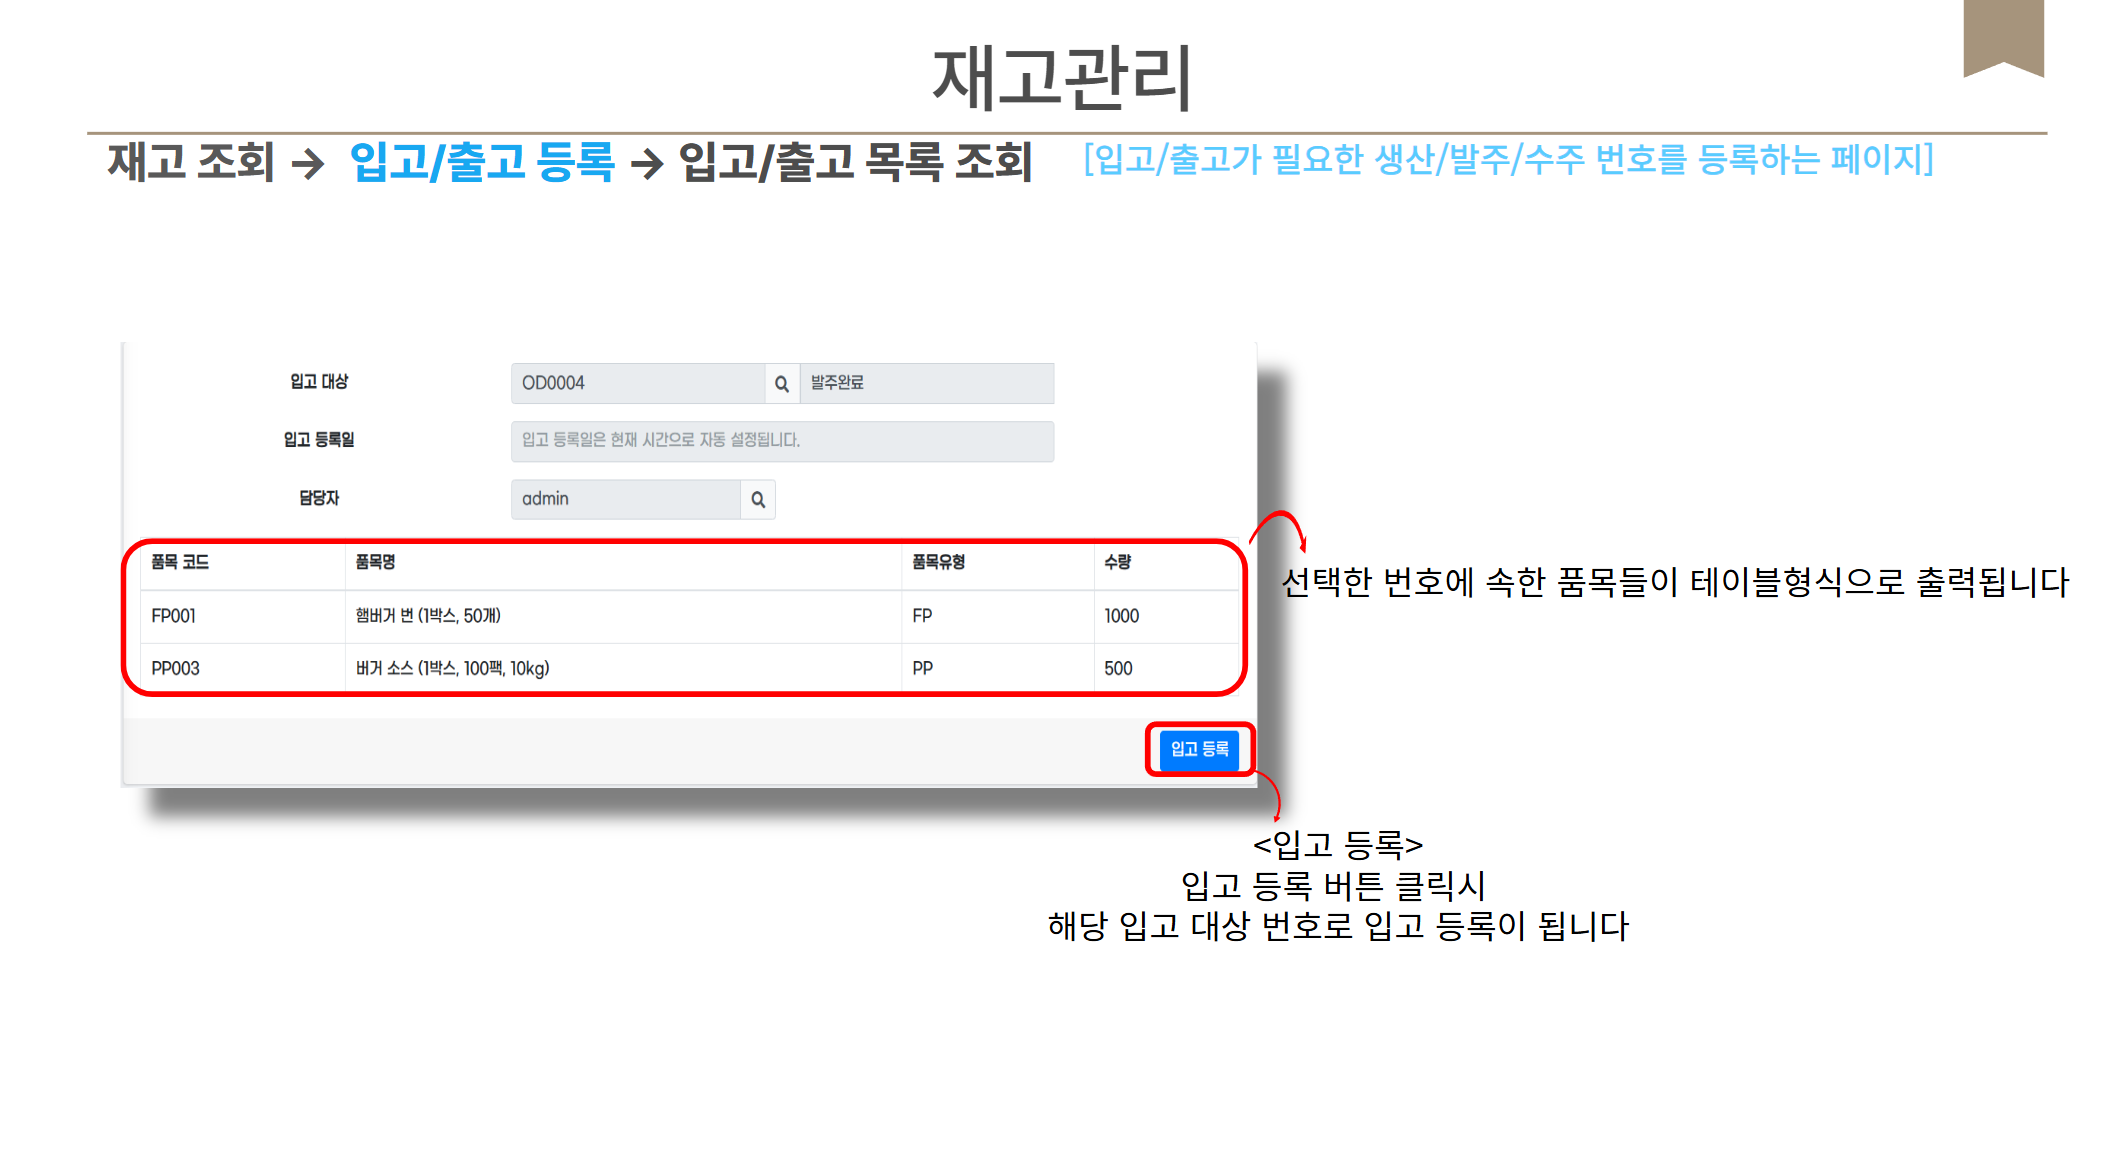 재고관리
재고 조회 → 입고/출고 등록 → 입고/출고 목록 조회 [입고/출고가 필요한 생산/발주/수주 번호를 등록하는 페이지]
입고 대상 OD0004 발주완료
입고 등록일 입고 등록일은 현재 시간으로 자동 설정됩니다.
담당자 admin
품목 코드 품목명 품목유형 수량
FP001 햄버거 번 (1박스, 50개) FP 1000
PP003 버거 소스 (1박스, 100팩, 10kg) PP 500
선택한 번호에 속한 품목들이 테이블형식으로 출력됩니다
입고 등록
<입고 등록>
입고 등록 버튼 클릭시
해당 입고 대상 번호로 입고 등록이 됩니다